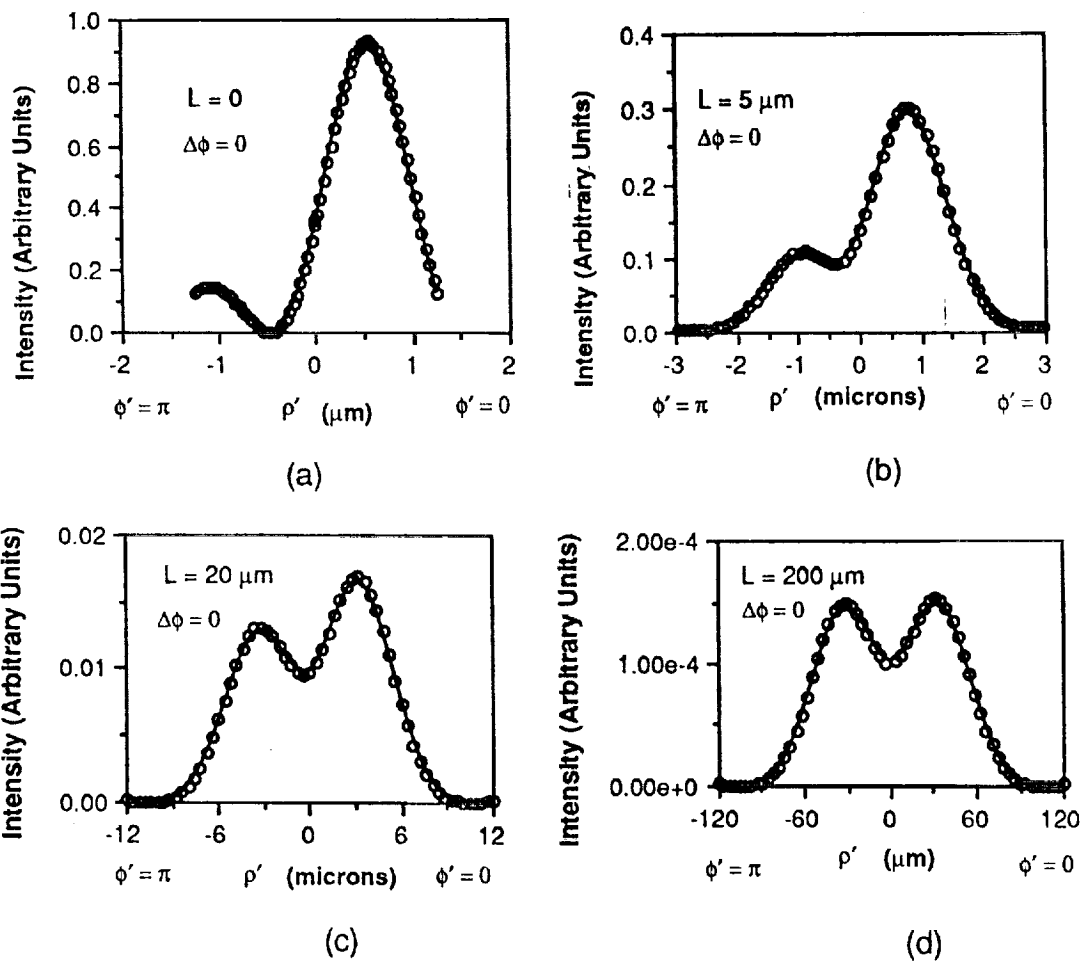 Intensity (Arbitrary Units)
1.0
0.8
0.6
0.4
0.2
0.0
L = 0
Δϕ = 0
-2 -1 0 1 2
ϕ′ = π ρ′ (μm) ϕ′ = 0
(a)
Intensity (Arbitrary Units)
0.4
0.3
0.2
0.1
0.0
L = 5 μm
Δϕ = 0
-3 -2 -1 0 1 2 3
ϕ′ = π ρ′ (microns) ϕ′ = 0
(b)
Intensity (Arbitrary Units)
0.02
0.01
0.00
L = 20 μm
Δϕ = 0
-12 -6 0 6 12
ϕ′ = π ρ′ (microns) ϕ′ = 0
(c)
Intensity (Arbitrary Units)
2.00e-4
1.00e-4
0.00e+0
L = 200 μm
Δϕ = 0
-120 -60 0 60 120
ϕ′ = π ρ′ (μm) ϕ′ = 0
(d)